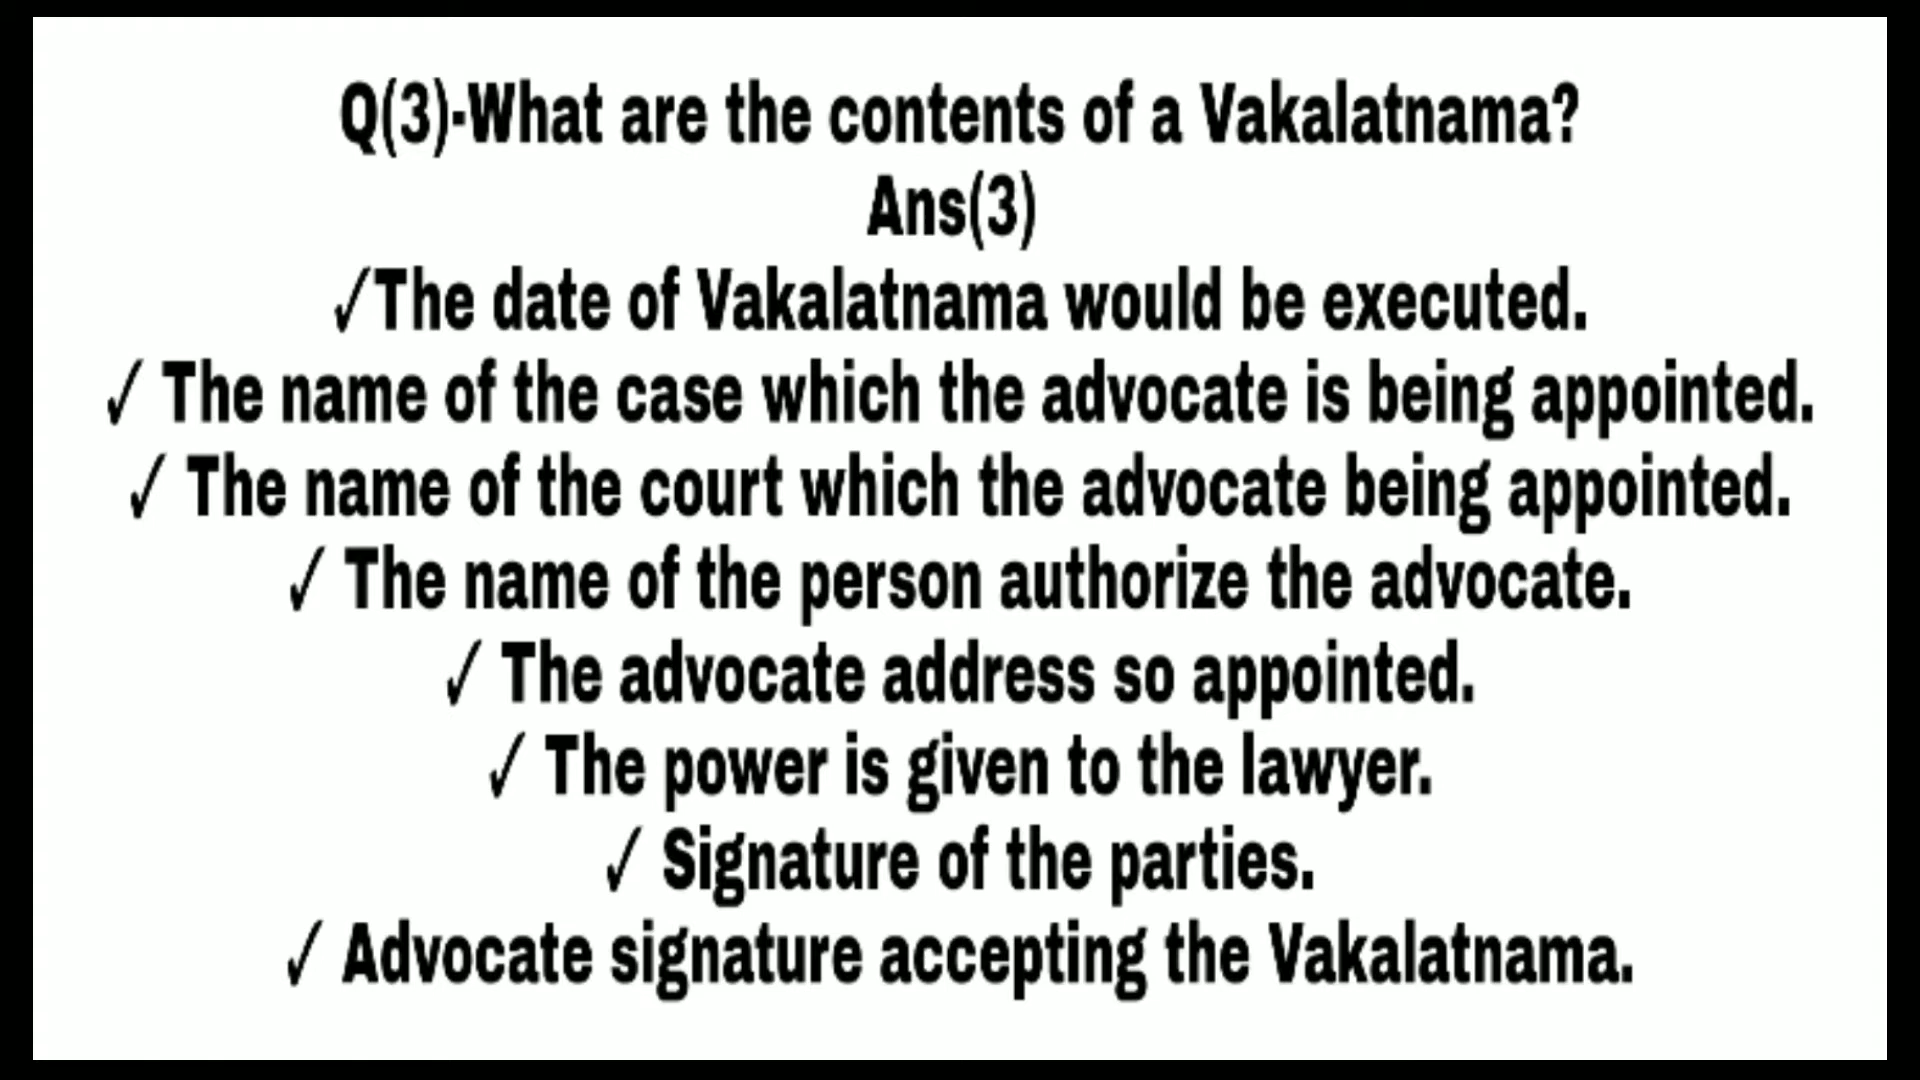 Q(3)-What are the contents of a Vakalatnama?
Ans(3)
✓The date of Vakalatnama would be executed.
✓ The name of the case which the advocate is being appointed.
✓ The name of the court which the advocate being appointed.
✓ The name of the person authorize the advocate.
✓ The advocate address so appointed.
✓ The power is given to the lawyer.
✓ Signature of the parties.
✓ Advocate signature accepting the Vakalatnama.